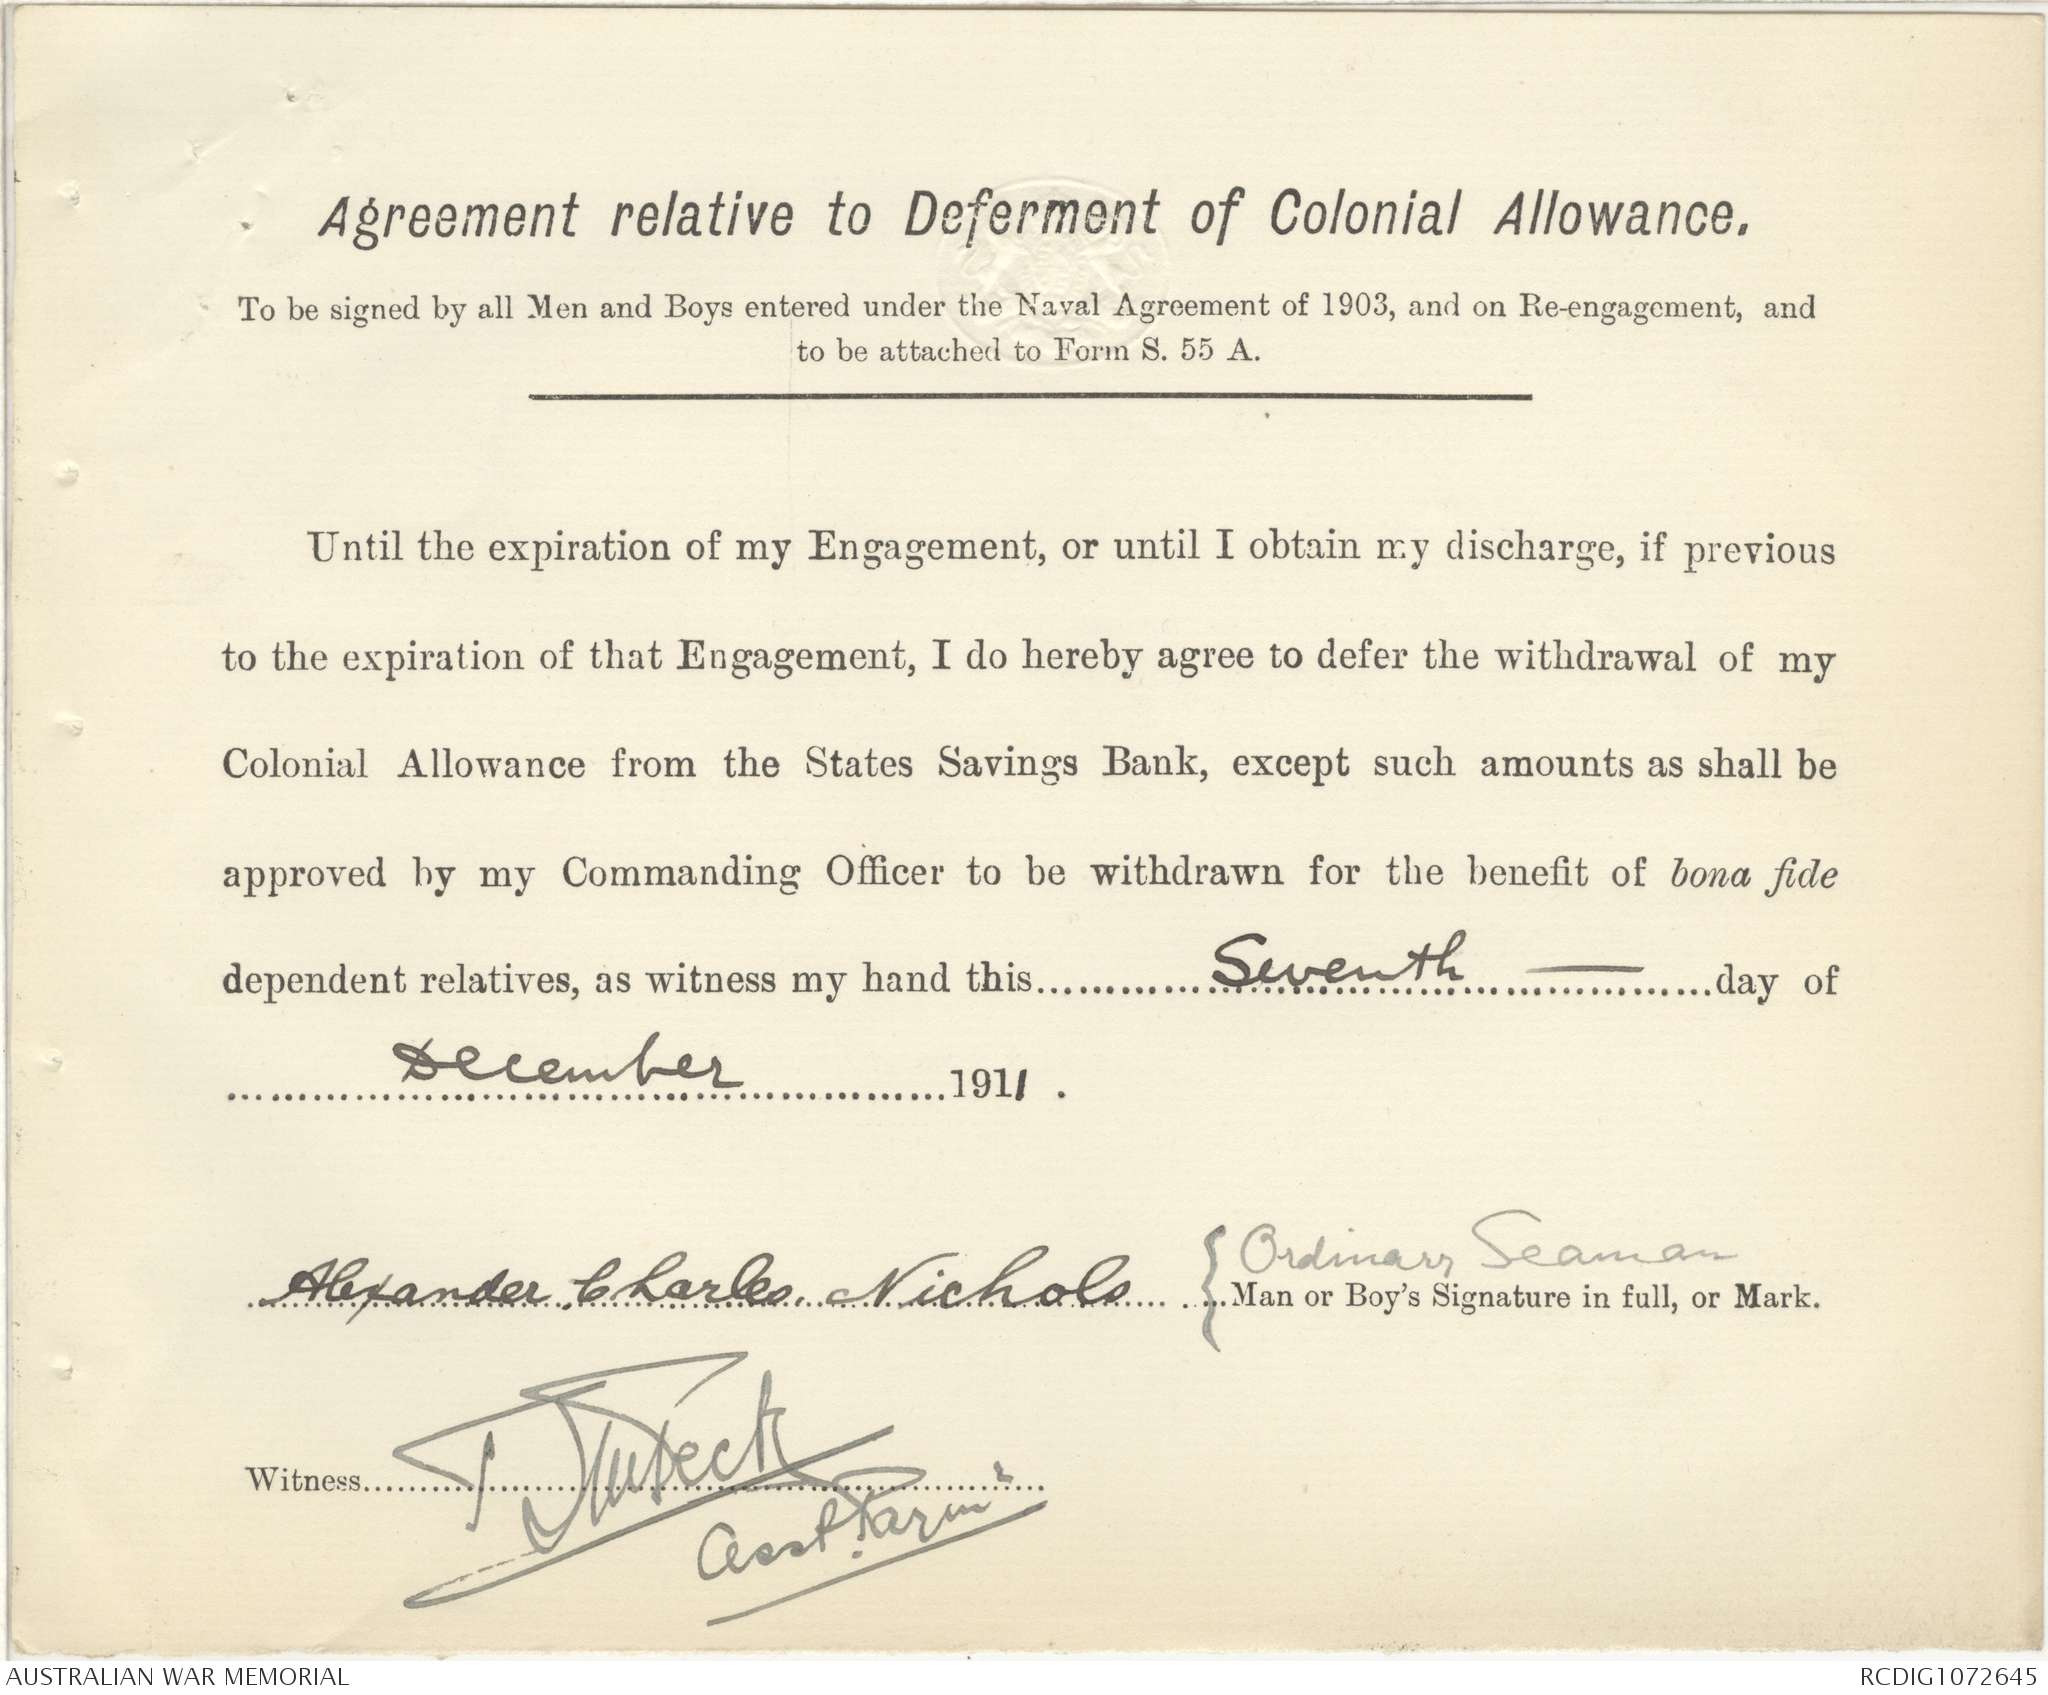 Agreement relative to Deferment of Colonial Allowance.
To be signed by all Men and Boys entered under the Naval Agreement of 1903, and on Re-engagement, and
to be attached to Form S. 55 A.
Until the expiration of my Engagement, or until I obtain my discharge, if previous
to the expiration of that Engagement, I do hereby agree to defer the withdrawal of my
Colonial Allowance from the States Savings Bank, except such amounts as shall be
approved by my Commanding Officer to be withdrawn for the benefit of bona fide
dependent relatives, as witness my hand this Seventh — day of
December 1911.
Ordinary Seaman
Alexander Charles Nichols Man or Boy's Signature in full, or Mark.
Witness
Asst. Paymr
AUSTRALIAN WAR MEMORIAL RCDIG1072645